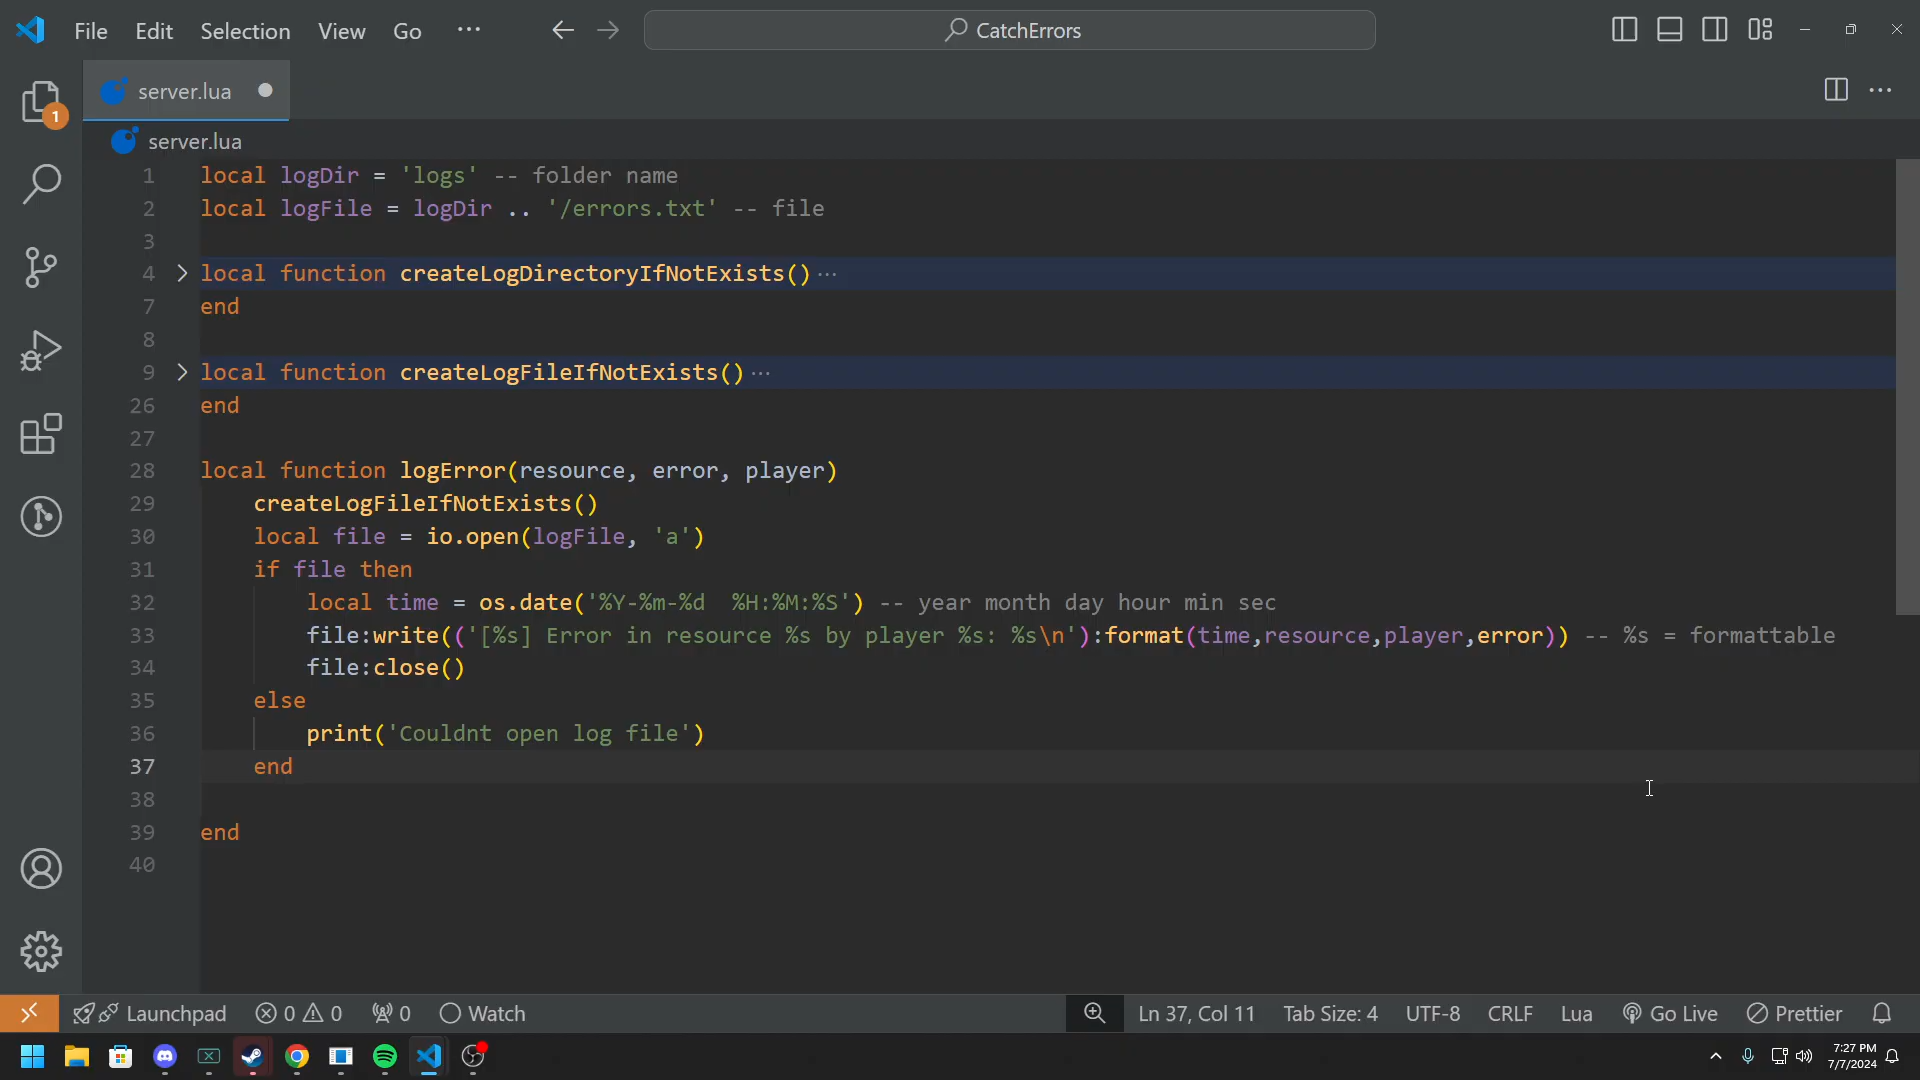 File Edit Selection View Go ··· CatchErrors
server.lua
server.lua
1 local logDir = 'logs' -- folder name
2 local logFile = logDir .. '/errors.txt' -- file
3
4 local function createLogDirectoryIfNotExists() ···
7 end
8
9 local function createLogFileIfNotExists() ···
26 end
27
28 local function logError(resource, error, player)
29 createLogFileIfNotExists()
30 local file = io.open(logFile, 'a')
31 if file then
32 local time = os.date('%Y-%m-%d  %H:%M:%S') -- year month day hour min sec
33 file:write(('[%s] Error in resource %s by player %s: %s\n'):format(time,resource,player,error)) -- %s = formattable
34 file:close()
35 else
36 print('Couldnt open log file')
37 end
38
39 end
40
1
Launchpad 0 0 0 Watch Ln 37, Col 11 Tab Size: 4 UTF-8 CRLF Lua Go Live Prettier
7:27 PM
7/7/2024